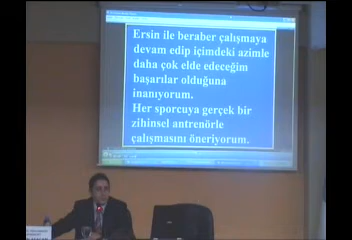 Ersin ile beraber çalışmaya
devam edip içimdeki azimle
daha çok elde edeceğim
başarılar olduğuna
inanıyorum.
Her sporcuya gerçek bir
zihinsel antrenörle
çalışmasını öneriyorum.